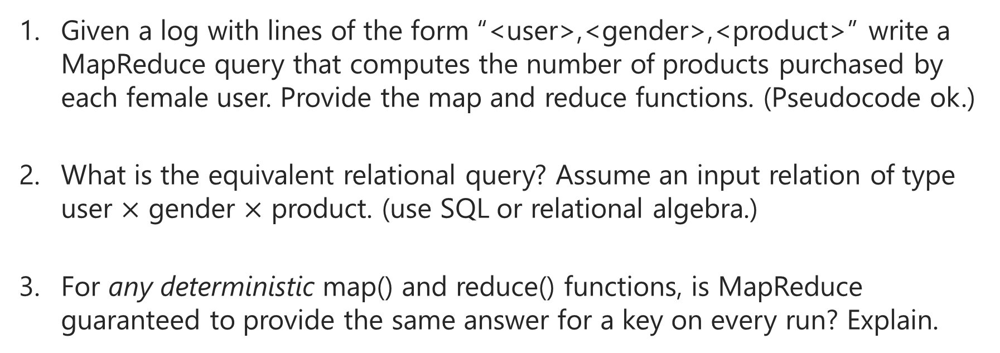 1. Given a log with lines of the form “<user>,<gender>,<product>” write a
MapReduce query that computes the number of products purchased by
each female user. Provide the map and reduce functions. (Pseudocode ok.)
2. What is the equivalent relational query? Assume an input relation of type
user × gender × product. (use SQL or relational algebra.)
3. For any deterministic map() and reduce() functions, is MapReduce
guaranteed to provide the same answer for a key on every run? Explain.